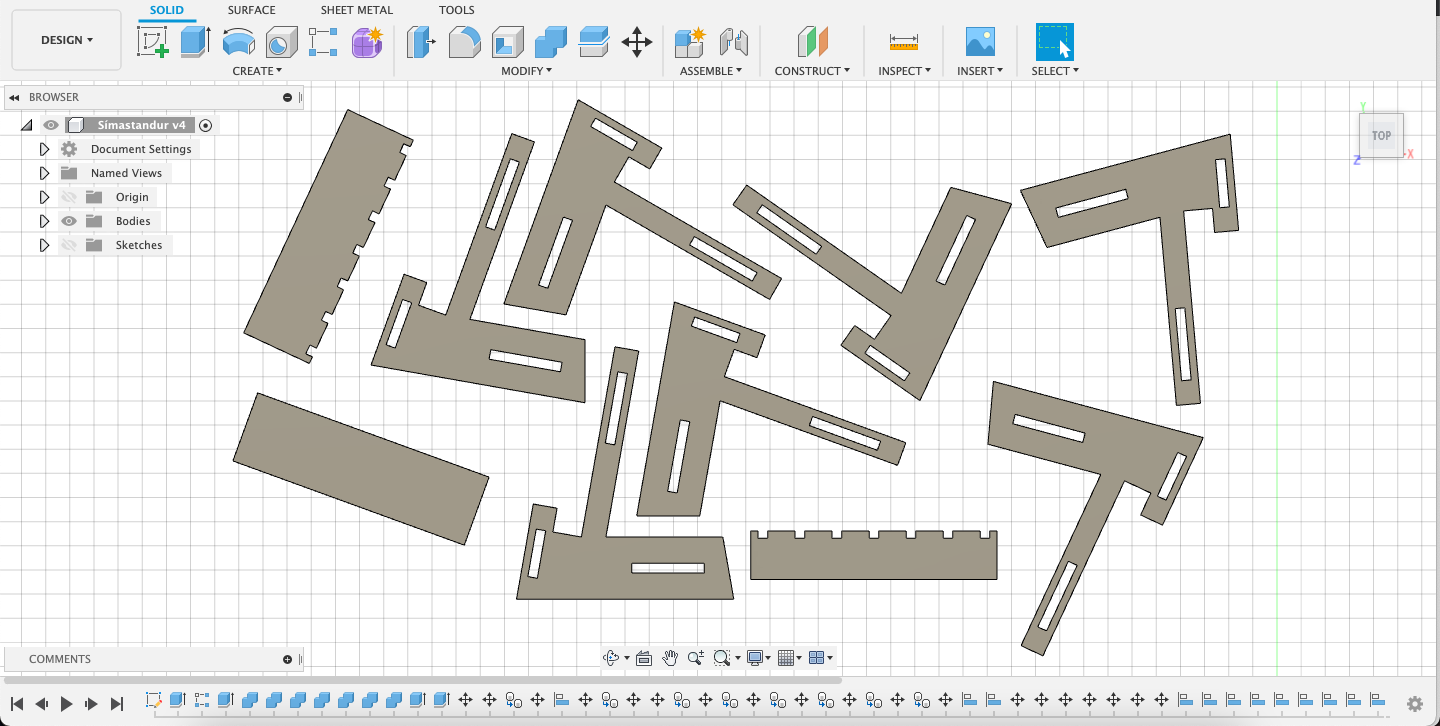 SOLID SURFACE SHEET METAL TOOLS
DESIGN
CREATE MODIFY ASSEMBLE CONSTRUCT INSPECT INSERT SELECT
BROWSER
Símastandur v4
Document Settings
Named Views
Origin
Bodies
Sketches
Y
TOP
X
Z
COMMENTS